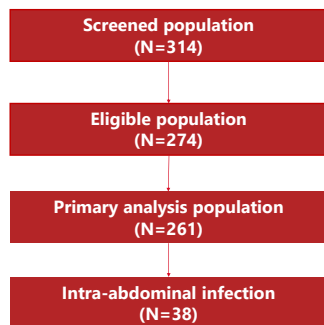 Screened population
(N=314)
Eligible population
(N=274)
Primary analysis population
(N=261)
Intra-abdominal infection
(N=38)